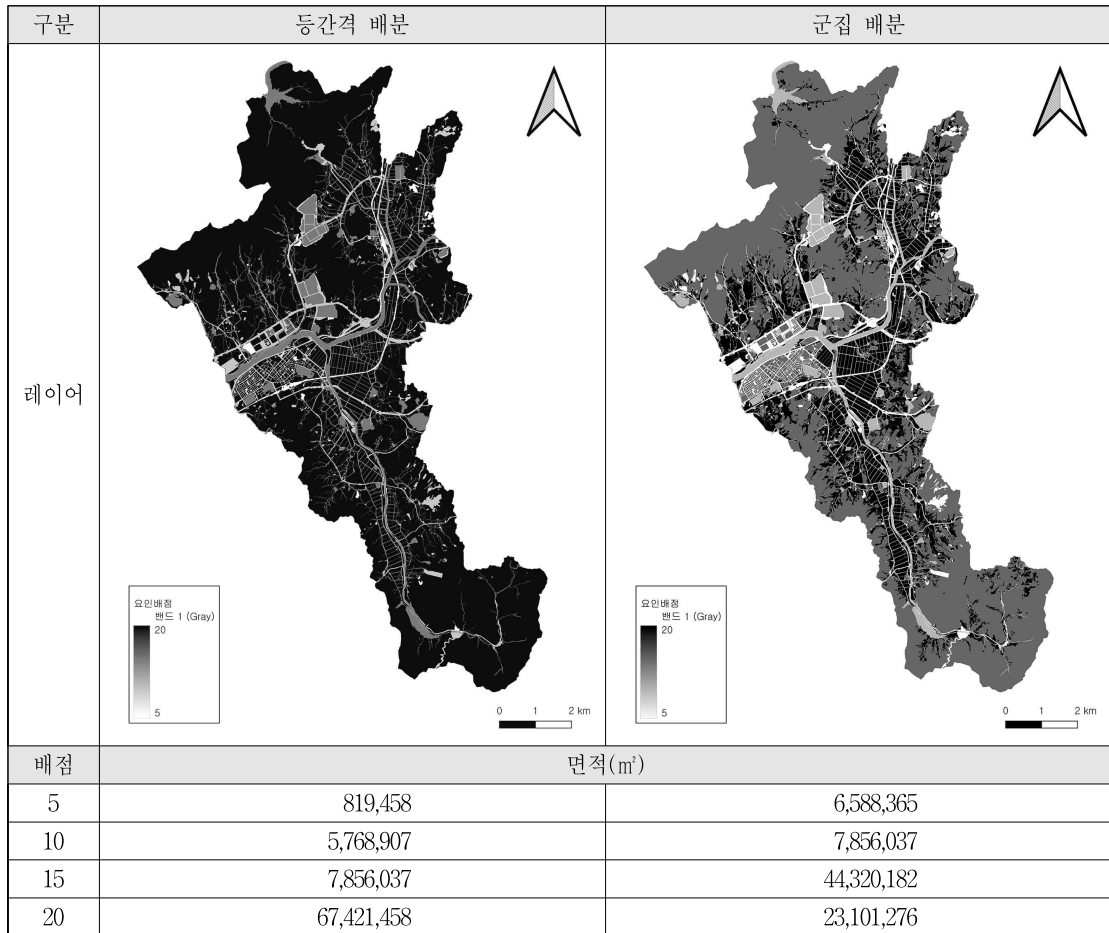 구분 등간격 배분 군집 배분
레이어
요인배점
밴드 1 (Gray)
20
5
0 1 2 km
요인배점
밴드 1 (Gray)
20
5
0 1 2 km
배점 면적(㎡)
5 819,458 6,588,365
10 5,768,907 7,856,037
15 7,856,037 44,320,182
20 67,421,458 23,101,276